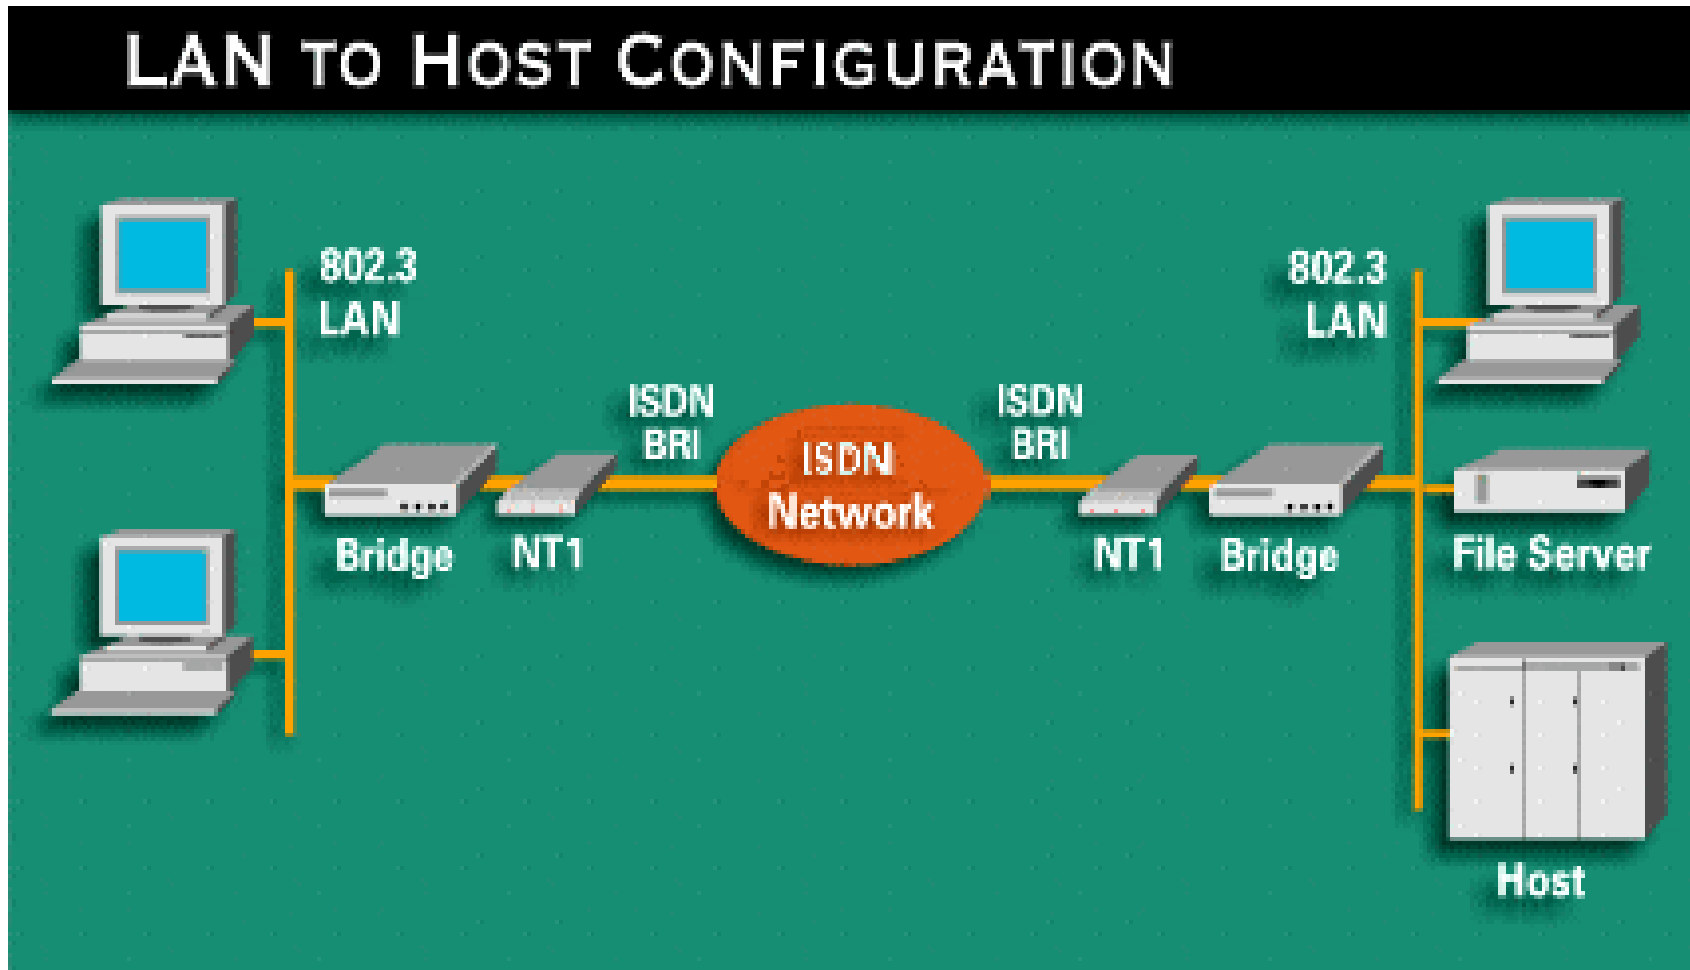 LAN TO HOST CONFIGURATION
802.3
LAN
802.3
LAN
ISDN
BRI
ISDN
BRI
ISDN
Network
Bridge
NT1
NT1
Bridge
File Server
Host